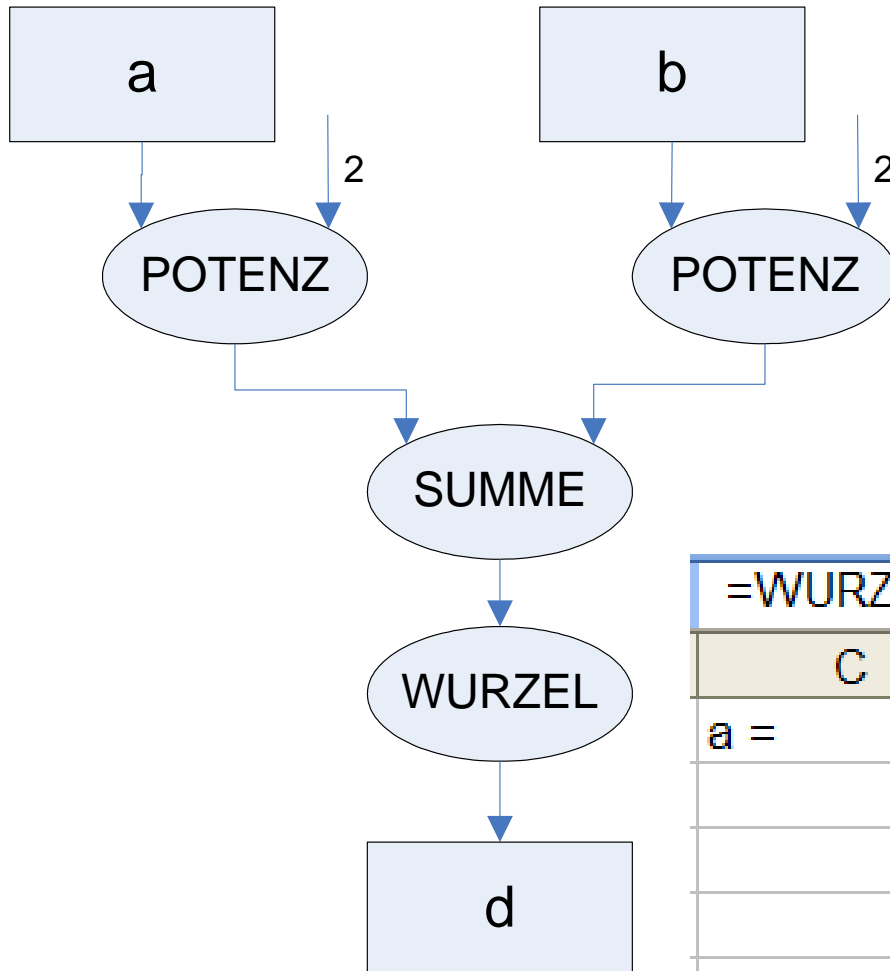 a b
2 2
POTENZ POTENZ
SUMME
=WURZ
C
WURZEL
a =
d